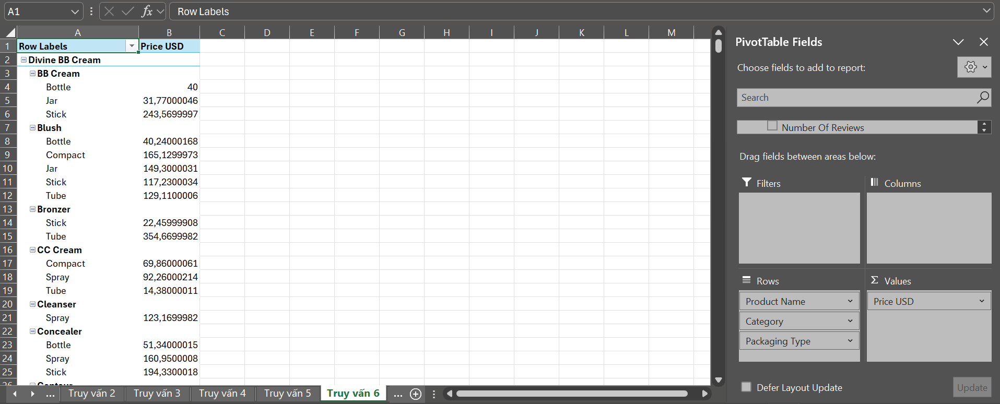 A1 fx Row Labels
A B C D E F G H I J K L M
1 Row Labels Price USD
2 Divine BB Cream
3 BB Cream
4 Bottle 40
5 Jar 31,77000046
6 Stick 243,5699997
7 Blush
8 Bottle 40,24000168
9 Compact 165,1299973
10 Jar 149,3000031
11 Stick 117,2300034
12 Tube 129,1100006
13 Bronzer
14 Stick 22,45999908
15 Tube 354,6699982
16 CC Cream
17 Compact 69,86000061
18 Spray 92,26000214
19 Tube 14,38000011
20 Cleanser
21 Spray 123,1699982
22 Concealer
23 Bottle 51,34000015
24 Spray 160,9500008
25 Stick 194,3300018
26 Contour
... Truy vấn 2 Truy vấn 3 Truy vấn 4 Truy vấn 5 Truy vấn 6 ...
PivotTable Fields
Choose fields to add to report:
Search
Number Of Reviews
Drag fields between areas below:
Filters Columns
Rows Σ Values
Product Name Price USD
Category
Packaging Type
Defer Layout Update Update